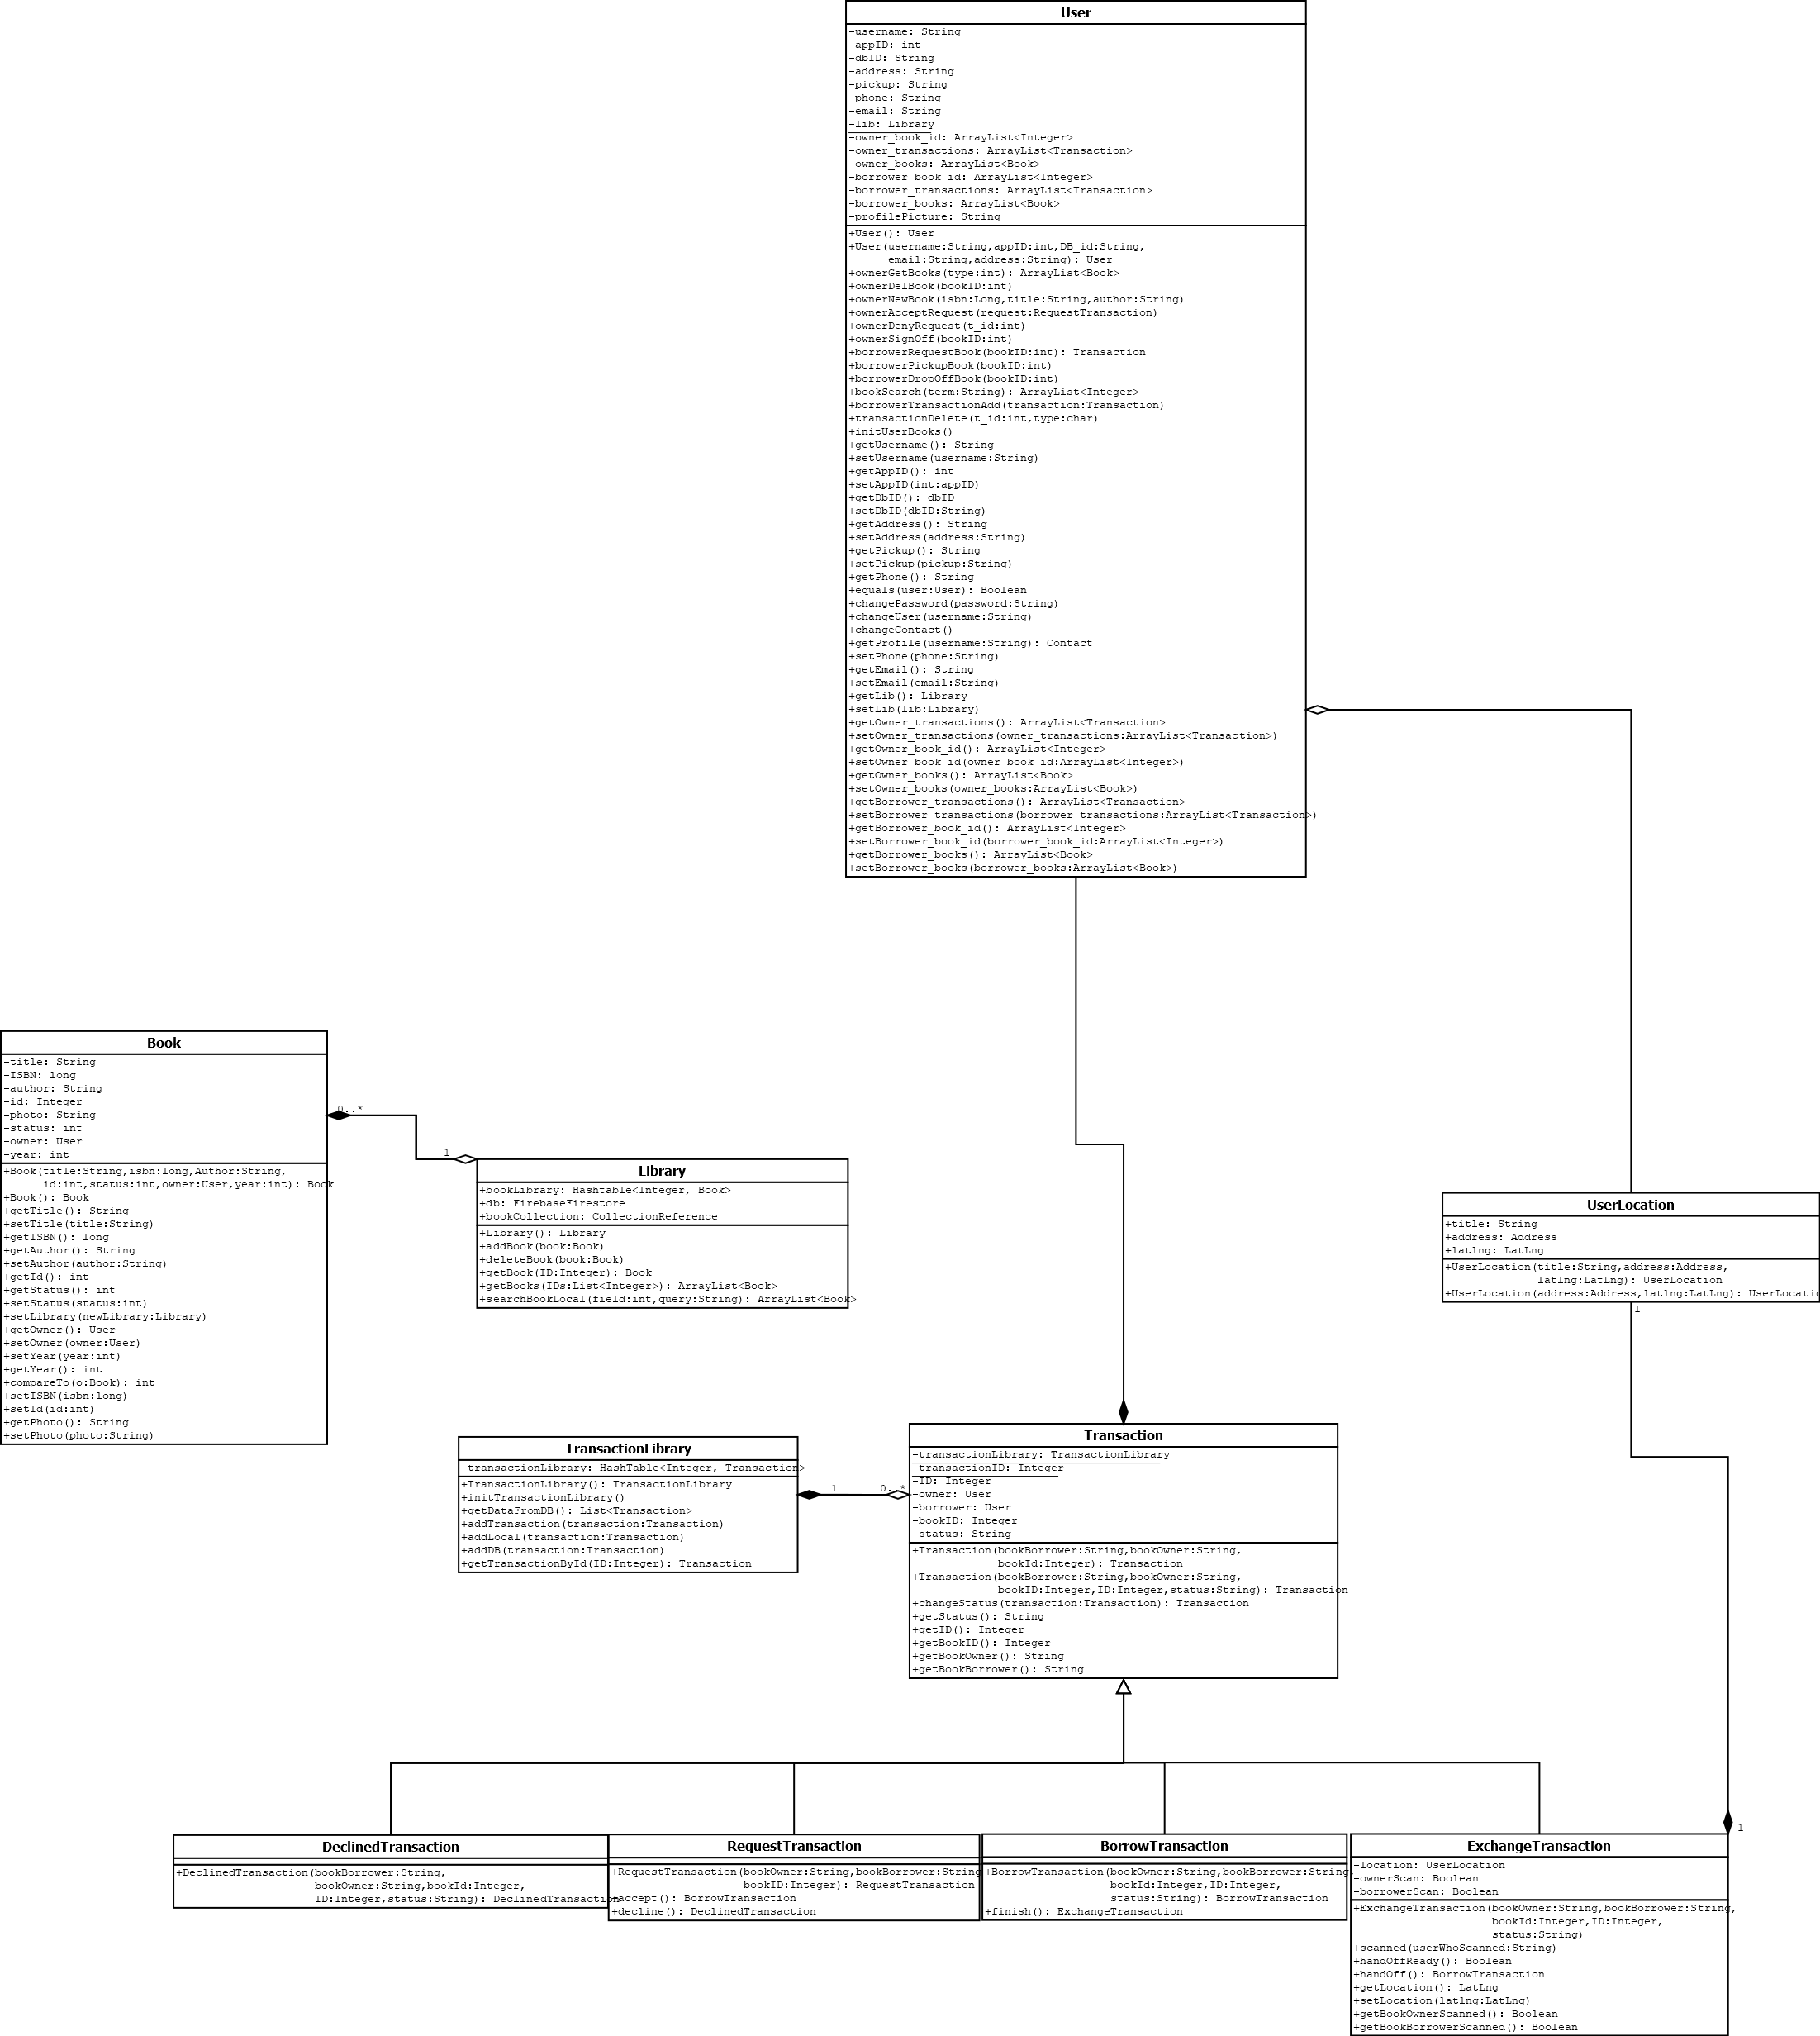 User
-username: String
-appID: int
-dbID: String
-address: String
-pickup: String
-phone: String
-email: String
-lib: Library
-owner_book_id: ArrayList<Integer>
-owner_transactions: ArrayList<Transaction>
-owner_books: ArrayList<Book>
-borrower_book_id: ArrayList<Integer>
-borrower_transactions: ArrayList<Transaction>
-borrower_books: ArrayList<Book>
-profilePicture: String
+User(): User
+User(username:String,appID:int,DB_id:String,
email:String,address:String): User
+ownerGetBooks(type:int): ArrayList<Book>
+ownerDelBook(bookID:int)
+ownerNewBook(isbn:Long,title:String,author:String)
+ownerAcceptRequest(request:RequestTransaction)
+ownerDenyRequest(t_id:int)
+ownerSignOff(bookID:int)
+borrowerRequestBook(bookID:int): Transaction
+borrowerPickupBook(bookID:int)
+borrowerDropOffBook(bookID:int)
+bookSearch(term:String): ArrayList<Integer>
+borrowerTransactionAdd(transaction:Transaction)
+transactionDelete(t_id:int,type:char)
+initUserBooks()
+getUsername(): String
+setUsername(username:String)
+getAppID(): int
+setAppID(int:appID)
+getDbID(): dbID
+setDbID(dbID:String)
+getAddress(): String
+setAddress(address:String)
+getPickup(): String
+setPickup(pickup:String)
+getPhone(): String
+equals(user:User): Boolean
+changePassword(password:String)
+changeUser(username:String)
+changeContact()
+getProfile(username:String): Contact
+setPhone(phone:String)
+getEmail(): String
+setEmail(email:String)
+getLib(): Library
+setLib(lib:Library)
+getOwner_transactions(): ArrayList<Transaction>
+setOwner_transactions(owner_transactions:ArrayList<Transaction>)
+getOwner_book_id(): ArrayList<Integer>
+setOwner_book_id(owner_book_id:ArrayList<Integer>)
+getOwner_books(): ArrayList<Book>
+setOwner_books(owner_books:ArrayList<Book>)
+getBorrower_transactions(): ArrayList<Transaction>
+setBorrower_transactions(borrower_transactions:ArrayList<Transaction>)
+getBorrower_book_id(): ArrayList<Integer>
+setBorrower_book_id(borrower_book_id:ArrayList<Integer>)
+getBorrower_books(): ArrayList<Book>
+setBorrower_books(borrower_books:ArrayList<Book>)
Book
-title: String
-ISBN: long
-author: String
-id: Integer
-photo: String
-status: int
-owner: User
-year: int
+Book(title:String,isbn:long,Author:String,
id:int,status:int,owner:User,year:int): Book
+Book(): Book
+getTitle(): String
+setTitle(title:String)
+getISBN(): long
+getAuthor(): String
+setAuthor(author:String)
+getId(): int
+getStatus(): int
+setStatus(status:int)
+setLibrary(newLibrary:Library)
+getOwner(): User
+setOwner(owner:User)
+setYear(year:int)
+getYear(): int
+compareTo(o:Book): int
+setISBN(isbn:long)
+setId(id:int)
+getPhoto(): String
+setPhoto(photo:String)
0..*
1
Library
+bookLibrary: Hashtable<Integer, Book>
+db: FirebaseFirestore
+bookCollection: CollectionReference
+Library(): Library
+addBook(book:Book)
+deleteBook(book:Book)
+getBook(ID:Integer): Book
+getBooks(IDs:List<Integer>): ArrayList<Book>
+searchBookLocal(field:int,query:String): ArrayList<Book>
UserLocation
+title: String
+address: Address
+latlng: LatLng
+UserLocation(title:String,address:Address,
latlng:LatLng): UserLocation
+UserLocation(address:Address,latlng:LatLng): UserLocatio
1
TransactionLibrary
-transactionLibrary: HashTable<Integer, Transaction>
+TransactionLibrary(): TransactionLibrary
+initTransactionLibrary()
+getDataFromDB(): List<Transaction>
+addTransaction(transaction:Transaction)
+addLocal(transaction:Transaction)
+addDB(transaction:Transaction)
+getTransactionById(ID:Integer): Transaction
1
0..*
Transaction
-transactionLibrary: TransactionLibrary
-transactionID: Integer
-ID: Integer
-owner: User
-borrower: User
-bookID: Integer
-status: String
+Transaction(bookBorrower:String,bookOwner:String,
bookId:Integer): Transaction
+Transaction(bookBorrower:String,bookOwner:String,
bookID:Integer,ID:Integer,status:String): Transaction
+changeStatus(transaction:Transaction): Transaction
+getStatus(): String
+getID(): Integer
+getBookID(): Integer
+getBookOwner(): String
+getBookBorrower(): String
DeclinedTransaction
+DeclinedTransaction(bookBorrower:String,
bookOwner:String,bookId:Integer,
ID:Integer,status:String): DeclinedTransaction
RequestTransaction
+RequestTransaction(bookOwner:String,bookBorrower:String
bookID:Integer): RequestTransaction
+accept(): BorrowTransaction
+decline(): DeclinedTransaction
BorrowTransaction
+BorrowTransaction(bookOwner:String,bookBorrower:String,
bookId:Integer,ID:Integer,
status:String): BorrowTransaction
+finish(): ExchangeTransaction
1
ExchangeTransaction
-location: UserLocation
-ownerScan: Boolean
-borrowerScan: Boolean
+ExchangeTransaction(bookOwner:String,bookBorrower:String,
bookId:Integer,ID:Integer,
status:String)
+scanned(userWhoScanned:String)
+handOffReady(): Boolean
+handOff(): BorrowTransaction
+getLocation(): LatLng
+setLocation(latlng:LatLng)
+getBookOwnerScanned(): Boolean
+getBookBorrowerScanned(): Boolean